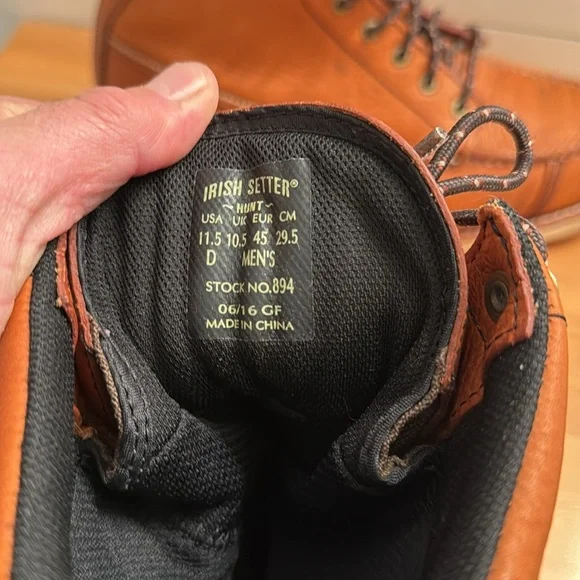 IRISH SETTER®
~HUNT~
USA UK EUR CM
11.5 10.5 45 29.5
D MEN'S
STOCK NO.894
06/16 GF
MADE IN CHINA